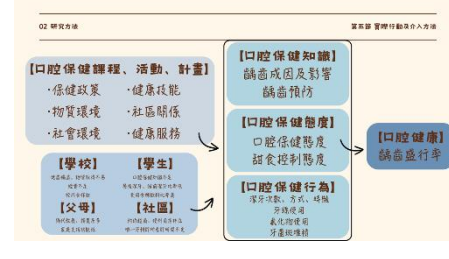 02 研究方法
第三節 實際行動及介入方法
【口腔保健課程、活動、計畫】
·保健政策 ·健康技能
·物質環境 ·社區關係
·社會環境 ·健康服務
【學校】
【學生】
【父母】
【社區】
【口腔保健知識】
齲齒成因及影響
齲齒預防
【口腔保健態度】
口腔保健態度
甜食控制態度
【口腔保健行為】
潔牙次數、方式、時機
牙線使用
氟化物使用
牙菌斑堆積
【口腔健康】
齲齒盛行率